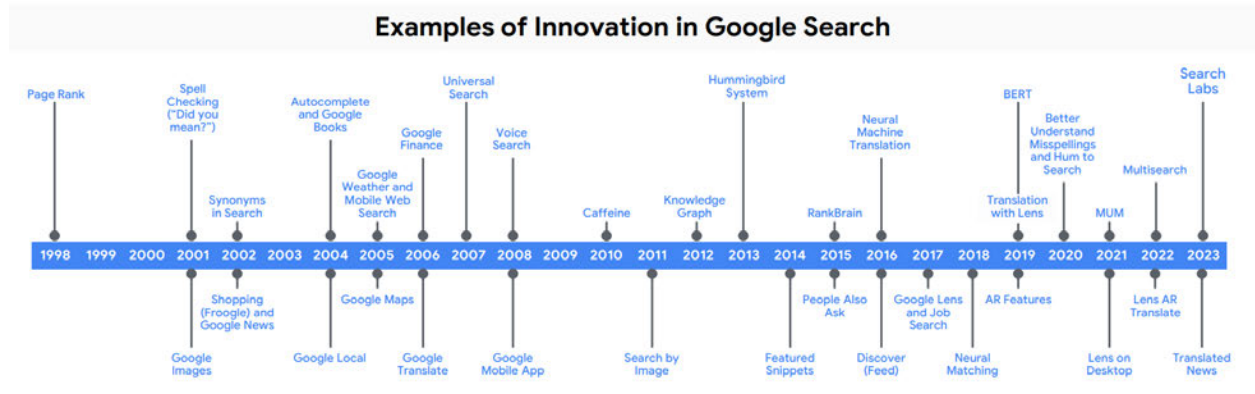 Examples of Innovation in Google Search
Page Rank
Spell
Checking
("Did you
mean?")
Synonyms
in Search
Autocomplete
and Google
Books
Google
Weather and
Mobile Web
Search
Google
Finance
Universal
Search
Voice
Search
Caffeine
Knowledge
Graph
Hummingbird
System
RankBrain
Neural
Machine
Translation
BERT
Translation
with Lens
Better
Understand
Misspellings
and Hum to
Search
MUM
Multisearch
Search
Labs
1998 1999 2000 2001 2002 2003 2004 2005 2006 2007 2008 2009 2010 2011 2012 2013 2014 2015 2016 2017 2018 2019 2020 2021 2022 2023
Google
Images
Shopping
(Froogle) and
Google News
Google Local
Google Maps
Google
Translate
Google
Mobile App
Search by
Image
Featured
Snippets
People Also
Ask
Discover
(Feed)
Google Lens
and Job
Search
Neural
Matching
AR Features
Lens on
Desktop
Lens AR
Translate
Translated
News